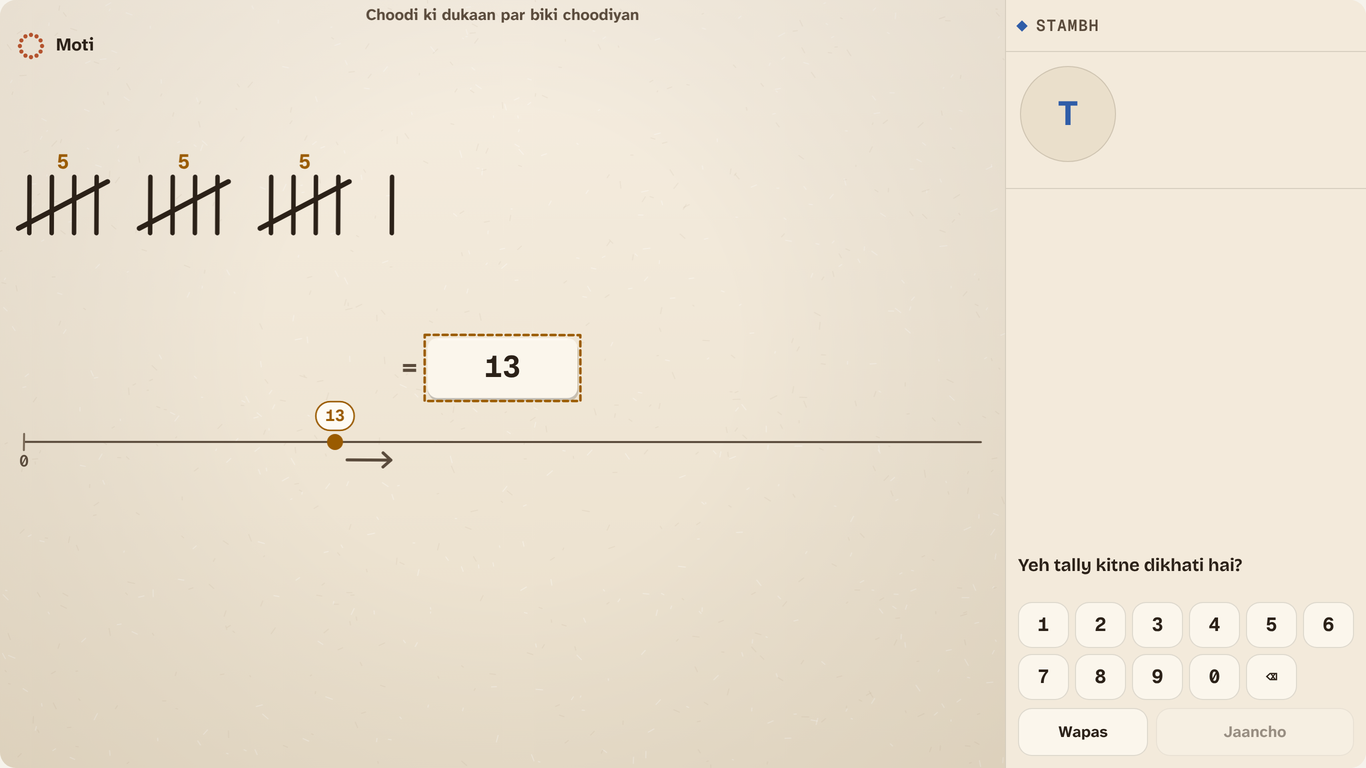 Choodi ki dukaan par biki choodiyan
Moti
5 5 5
= 13
13
0
STAMBH
T
Yeh tally kitne dikhati hai?
1 2 3 4 5 6
7 8 9 0 ⌫
Wapas Jaancho